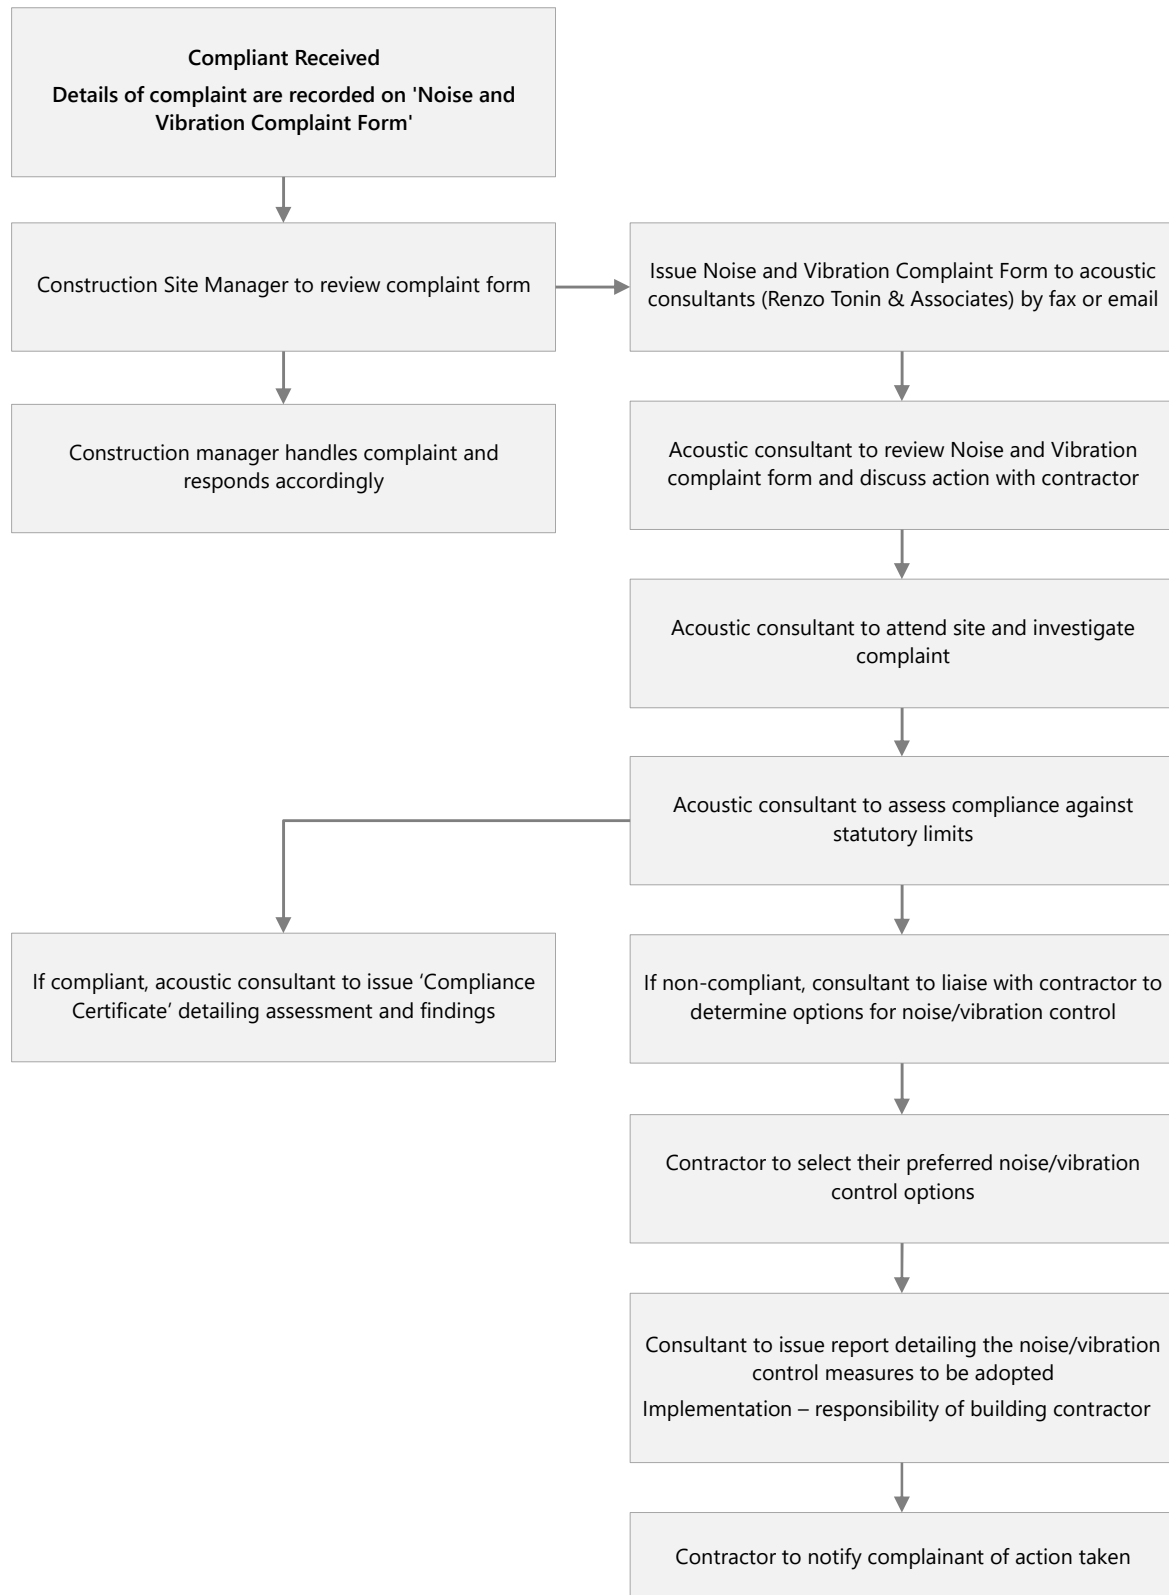 Compliant Received
Details of complaint are recorded on 'Noise and
Vibration Complaint Form'
Construction Site Manager to review complaint form
Issue Noise and Vibration Complaint Form to acoustic
consultants (Renzo Tonin & Associates) by fax or email
Construction manager handles complaint and
responds accordingly
Acoustic consultant to review Noise and Vibration
complaint form and discuss action with contractor
Acoustic consultant to attend site and investigate
complaint
Acoustic consultant to assess compliance against
statutory limits
If compliant, acoustic consultant to issue ‘Compliance
Certificate’ detailing assessment and findings
If non-compliant, consultant to liaise with contractor to
determine options for noise/vibration control
Contractor to select their preferred noise/vibration
control options
Consultant to issue report detailing the noise/vibration
control measures to be adopted
Implementation – responsibility of building contractor
Contractor to notify complainant of action taken